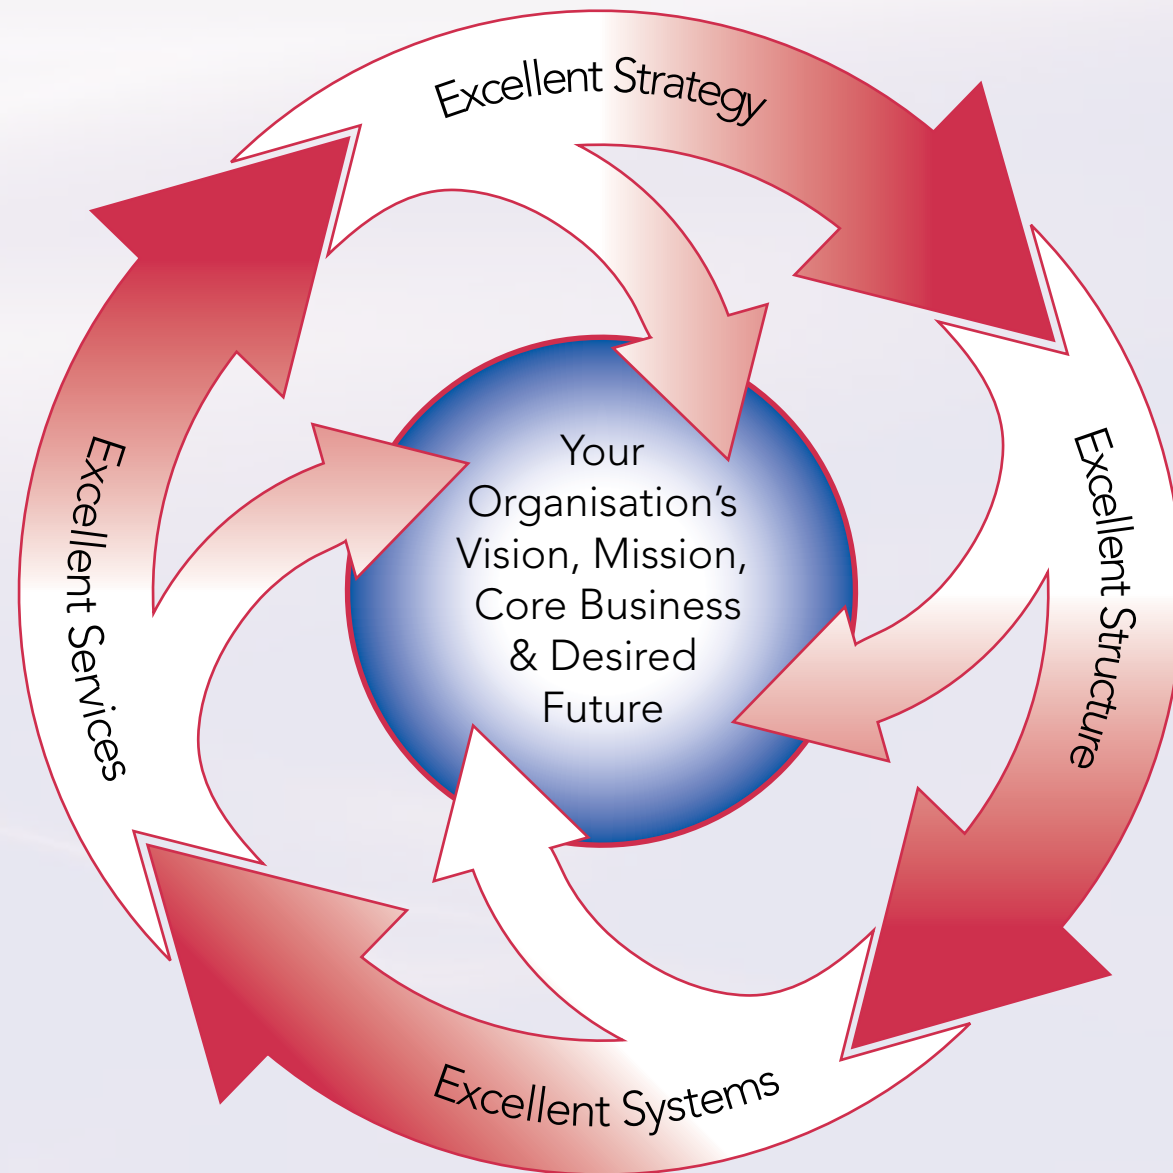 Excellent Strategy
Excellent Structure
Excellent Systems
Excellent Services
Your
Organisation’s
Vision, Mission,
Core Business
& Desired
Future